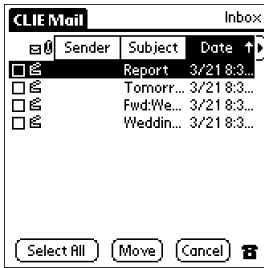 CLIE Mail Inbox
Sender Subject Date
Report 3/21 8:3...
Tomorr... 3/21 8:3...
Fwd:We... 3/21 8:3...
Weddin... 3/21 8:3...
Select All Move Cancel